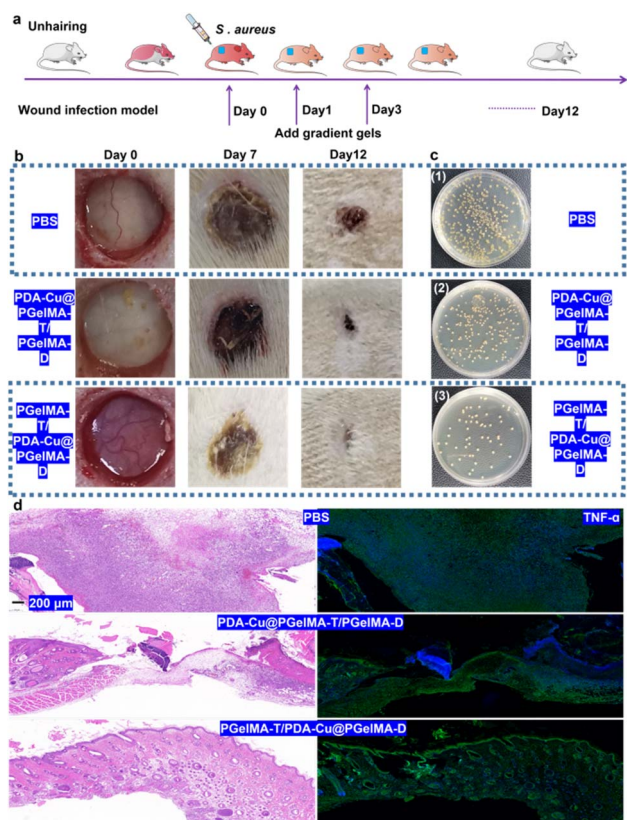 a
Unhairing
S . aureus
Wound infection model
Day 0
Day1
Day3
Day12
Add gradient gels
b
Day 0
Day 7
Day12
c
PBS
(1)
PBS
PDA-Cu@
PGelMA-
T/
PGelMA-
D
(2)
PDA-Cu@
PGelMA-
T/
PGelMA-
D
PGelMA-
T/
PDA-Cu@
PGelMA-
D
(3)
PGelMA-
T/
PDA-Cu@
PGelMA-
D
d
PBS
TNF-α
200 μm
PDA-Cu@PGelMA-T/PGelMA-D
PGelMA-T/PDA-Cu@PGelMA-D